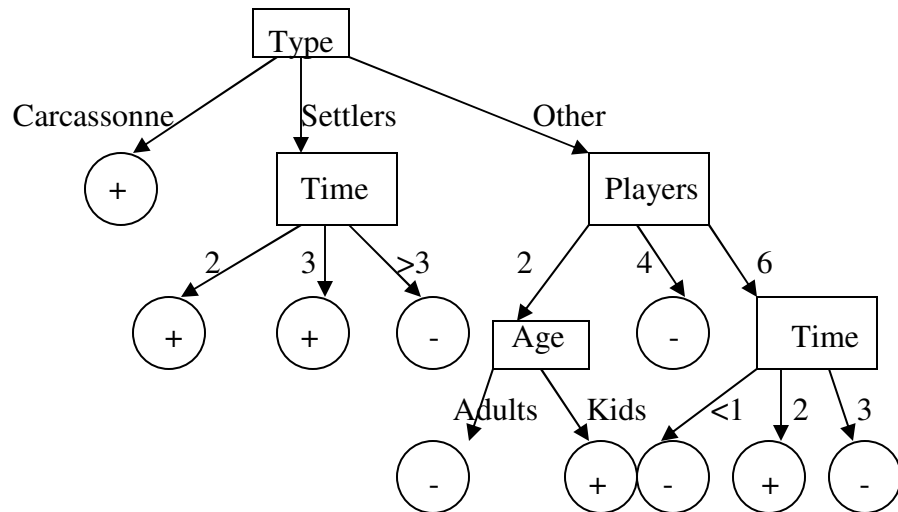 Type
Carcassonne Settlers Other
+ Time Players
2 3 >3 2 4 6
+ + - Age - Time
Adults Kids <1 2 3
- + - + -